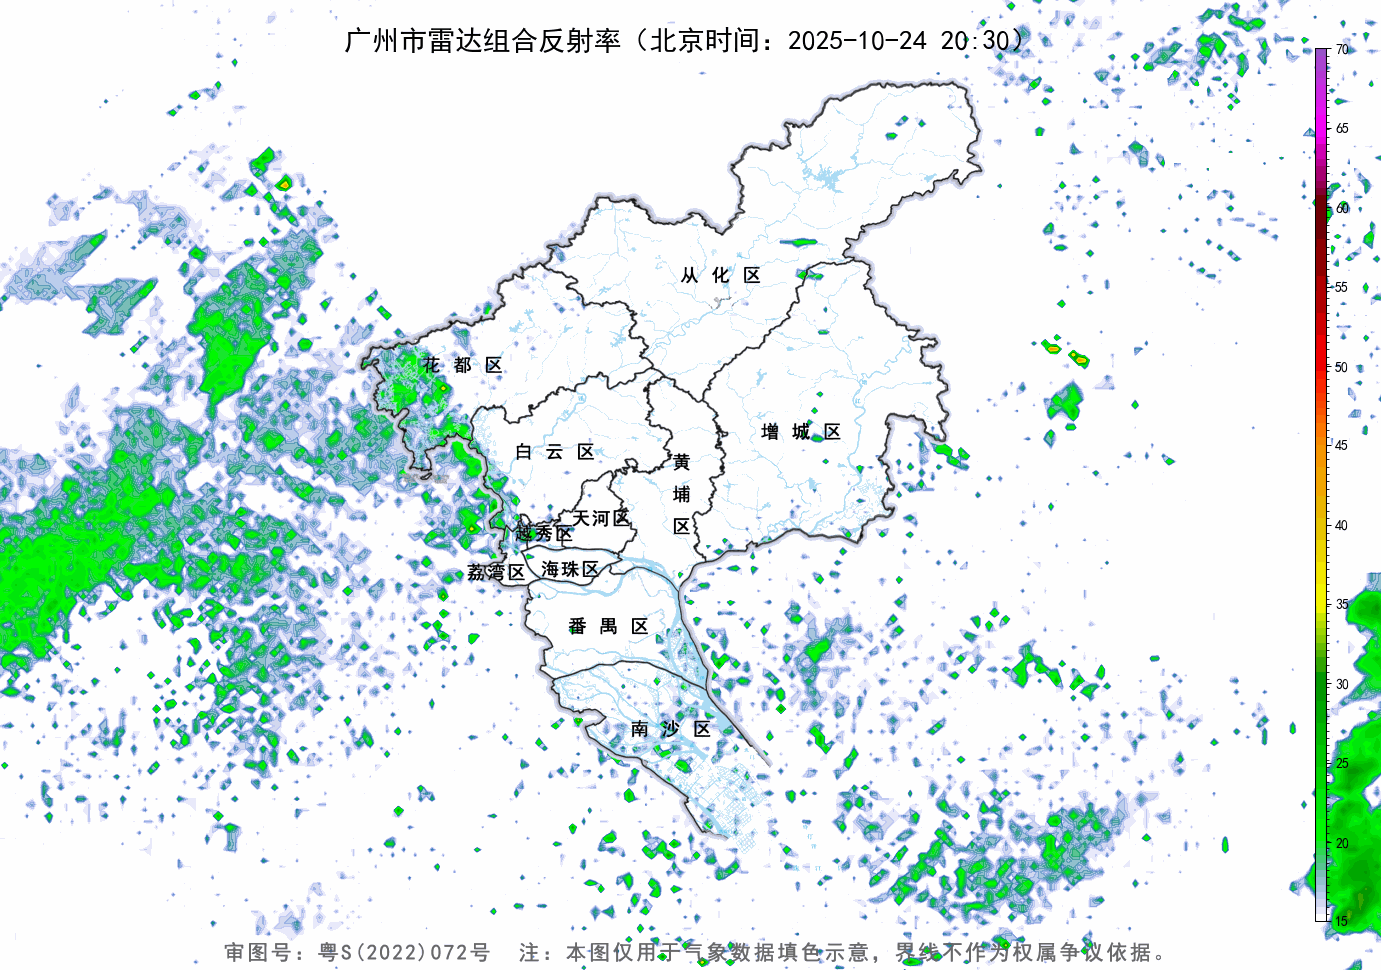 广州市雷达组合反射率（北京时间：2025-10-24 20:30）
70
65
60
55
50
45
40
35
30
25
20
15
从化区
花都区
增城区
白云区
黄埔区
天河区
越秀区
荔湾区
海珠区
番禺区
南沙区
审图号：粤S(2022)072号 注：本图仅用于气象数据填色示意，界线不作为权属争议依据。